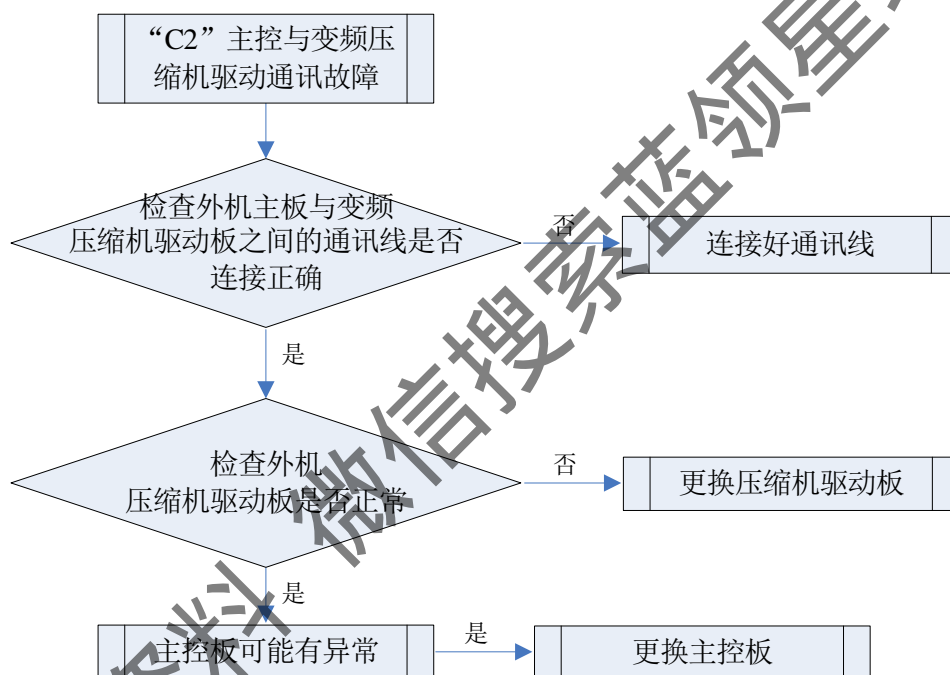 “C2”主控与变频压
缩机驱动通讯故障
检查外机主板与变频
压缩机驱动板之间的通讯线是否
连接正确
否
连接好通讯线
是
检查外机
压缩机驱动板是否正常
否
更换压缩机驱动板
是
主控板可能有异常
是
更换主控板
资料 微信搜索蓝领星